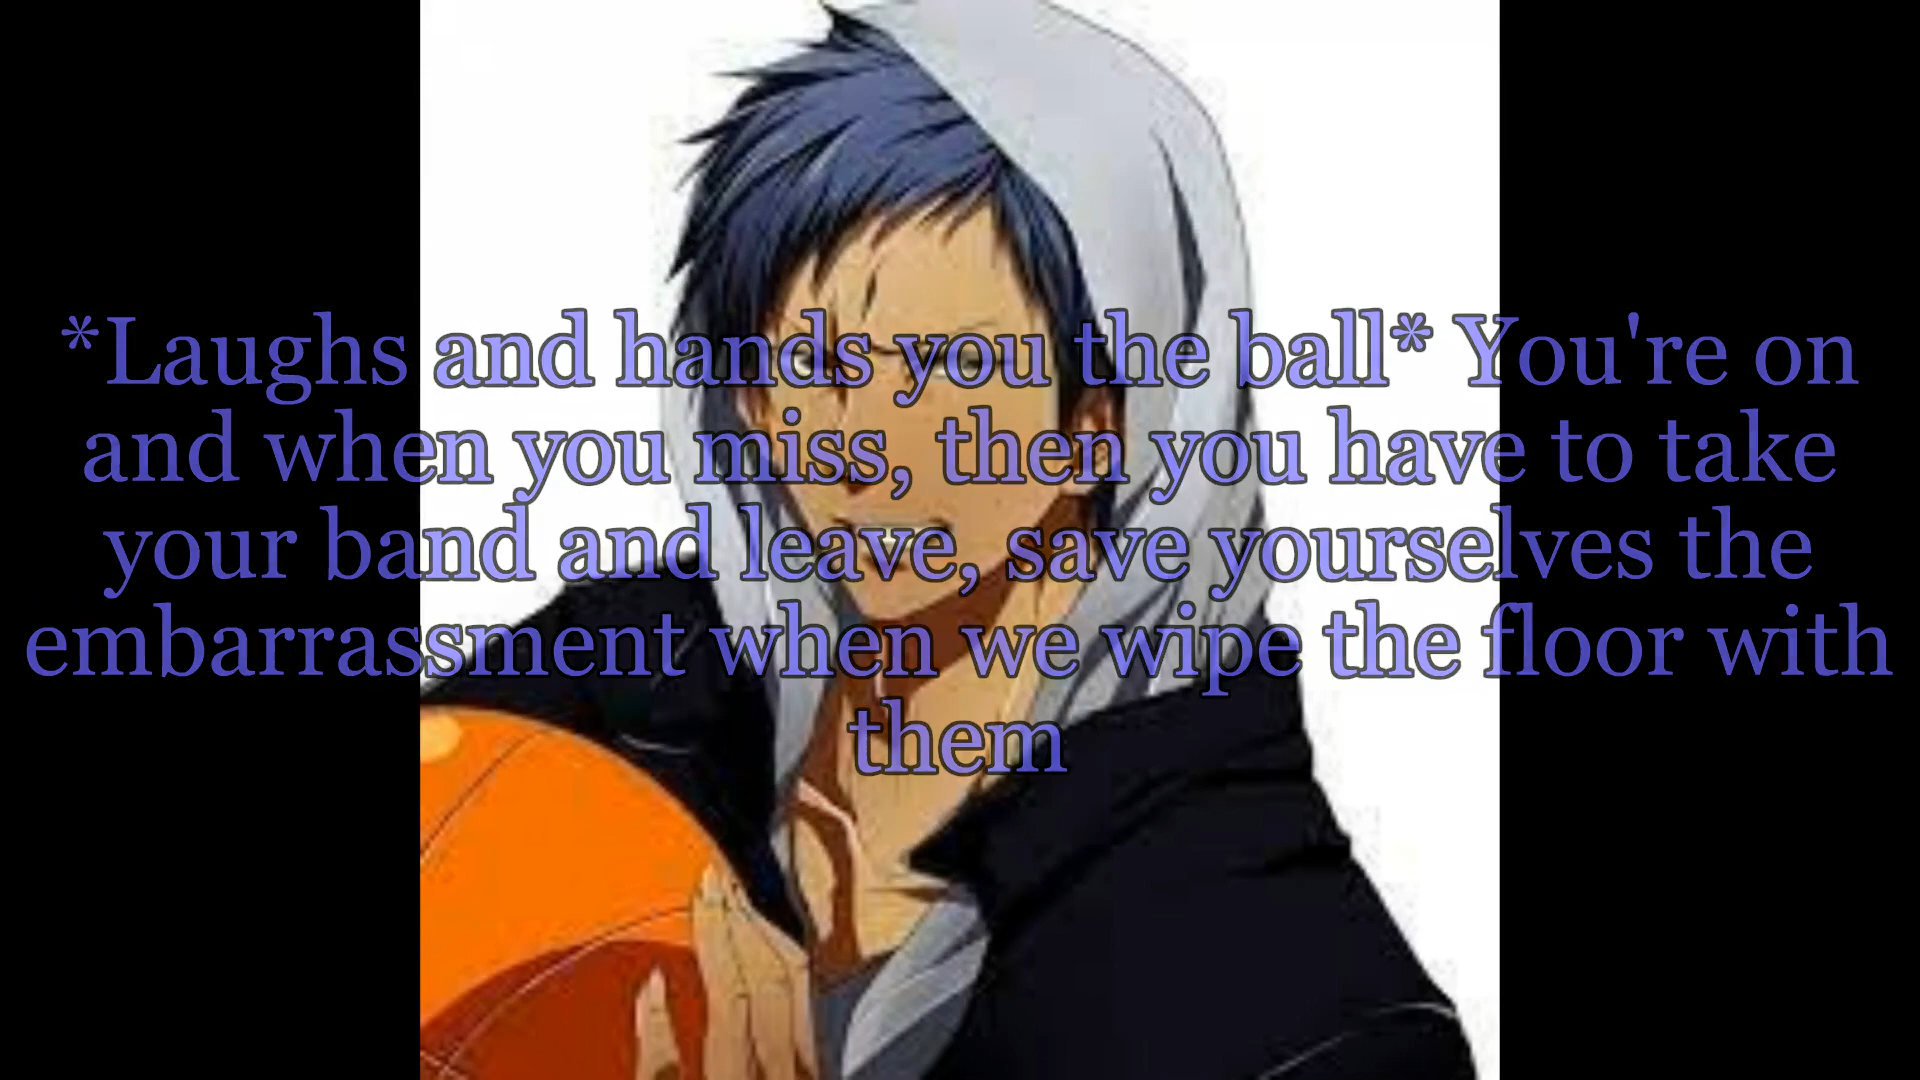 *Laughs and hands you the ball* You're on
and when you miss, then you have to take
your band and leave, save yourselves the
embarrassment when we wipe the floor with
them